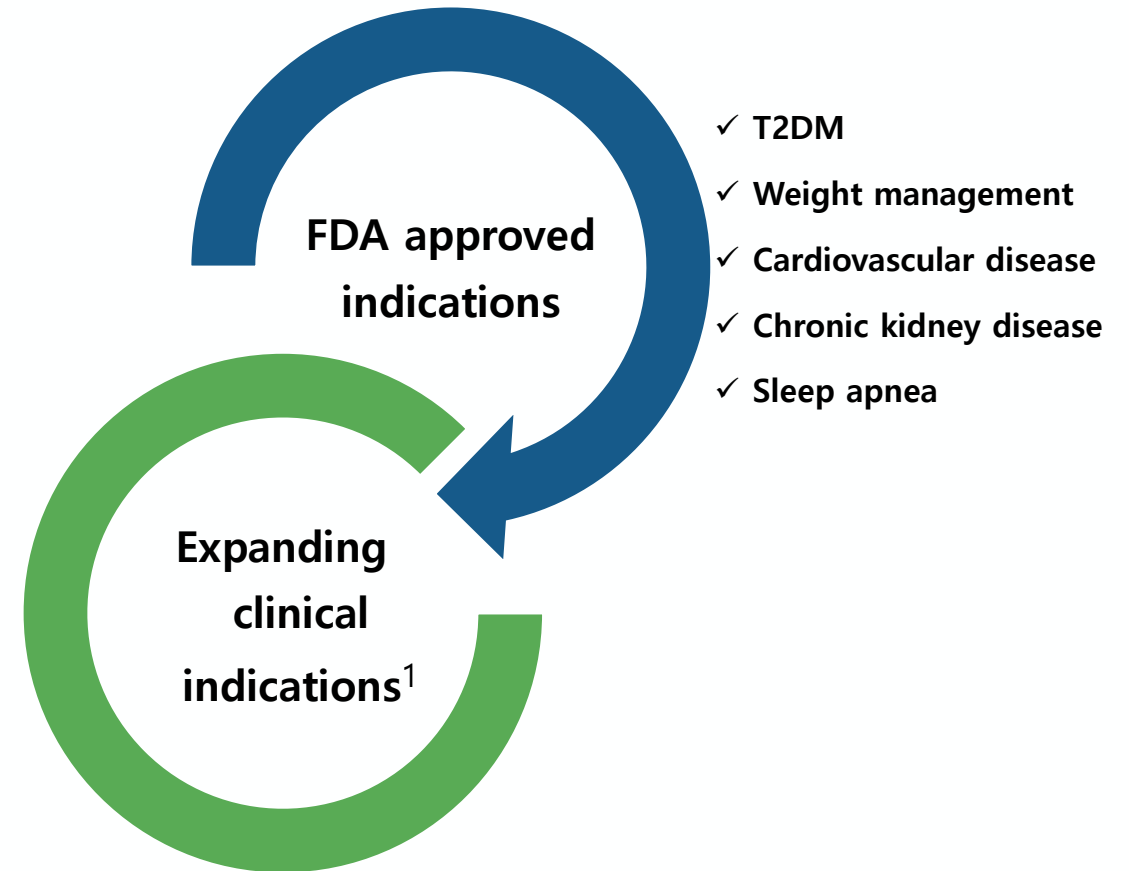 FDA approved
indications
✓ T2DM
✓ Weight management
✓ Cardiovascular disease
✓ Chronic kidney disease
✓ Sleep apnea
Expanding
clinical
indications¹